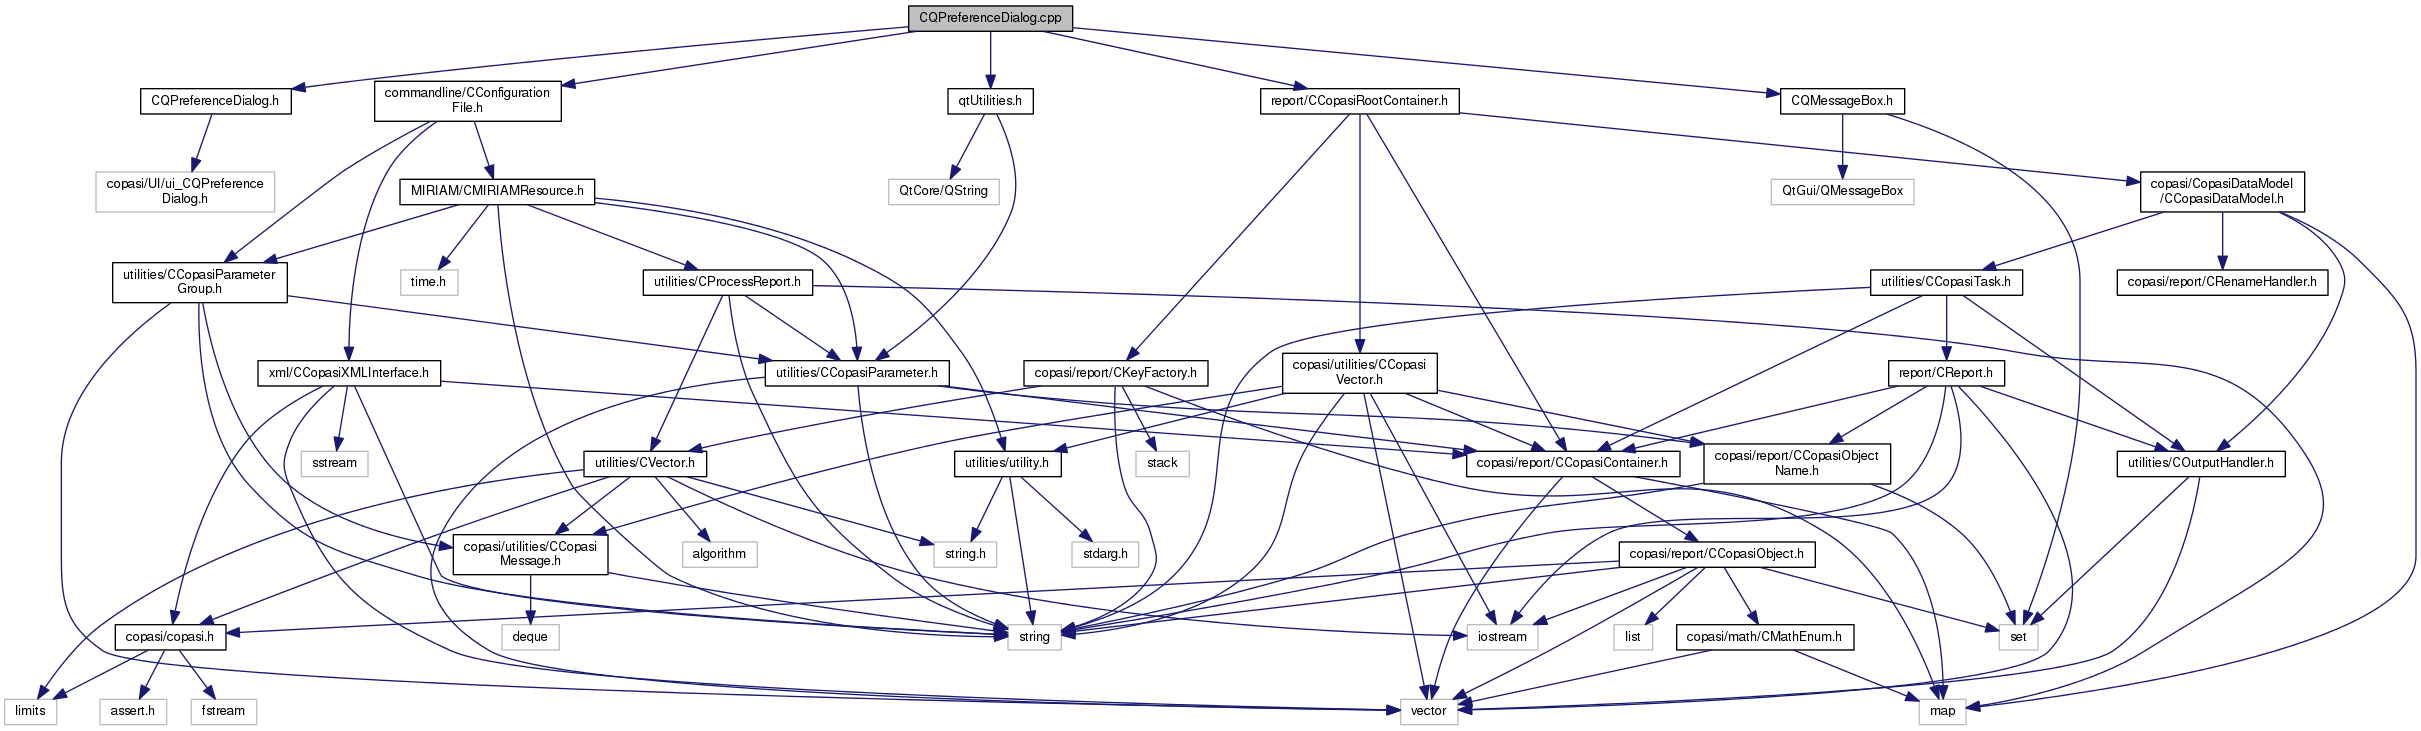 CQPreferenceDialog.cpp
CQPreferenceDialog.h
commandline/CConfiguration
File.h
qtUtilities.h
report/CCopasiRootContainer.h
CQMessageBox.h
copasi/UI/ui_CQPreference
Dialog.h
MIRIAM/CMIRIAMResource.h
QtCore/QString
QtGui/QMessageBox
copasi/CopasiDataModel
/CCopasiDataModel.h
utilities/CCopasiParameter
Group.h
time.h
utilities/CProcessReport.h
utilities/CCopasiTask.h
copasi/report/CRenameHandler.h
xml/CCopasiXMLInterface.h
utilities/CCopasiParameter.h
copasi/report/CKeyFactory.h
copasi/utilities/CCopasi
Vector.h
report/CReport.h
sstream
utilities/CVector.h
utilities/utility.h
stack
copasi/report/CCopasiContainer.h
copasi/report/CCopasiObject
Name.h
utilities/COutputHandler.h
copasi/utilities/CCopasi
Message.h
algorithm
string.h
stdarg.h
copasi/report/CCopasiObject.h
copasi/copasi.h
deque
string
iostream
list
copasi/math/CMathEnum.h
set
limits
assert.h
fstream
vector
map